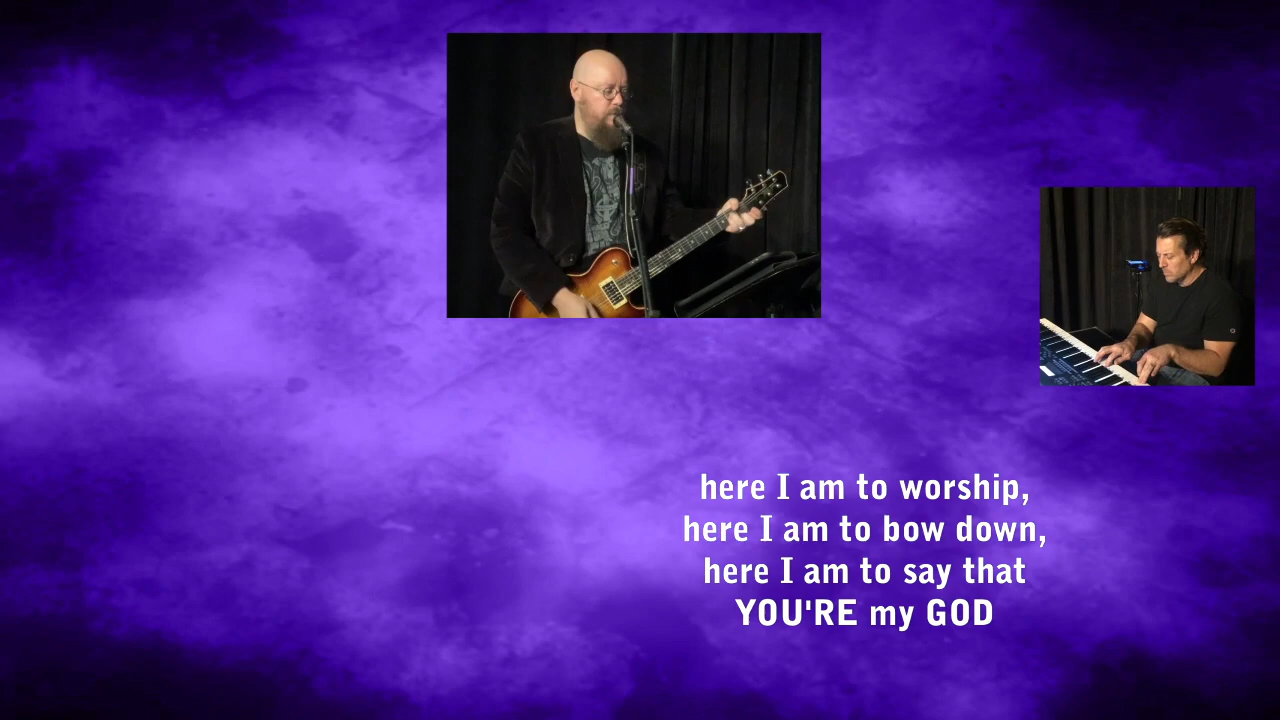 here I am to worship,
here I am to bow down,
here I am to say that
YOU'RE my GOD